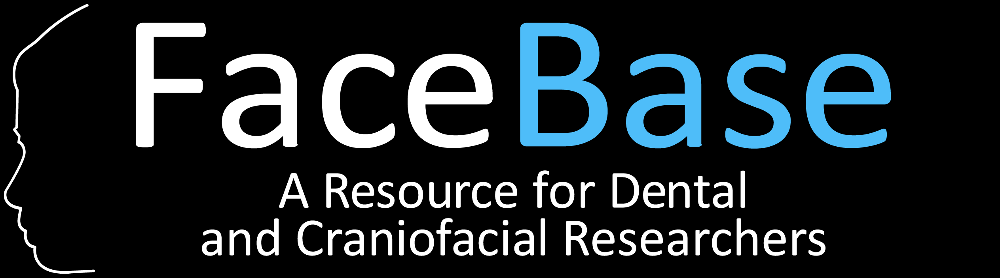 FaceBase
A Resource for Dental
and Craniofacial Researchers